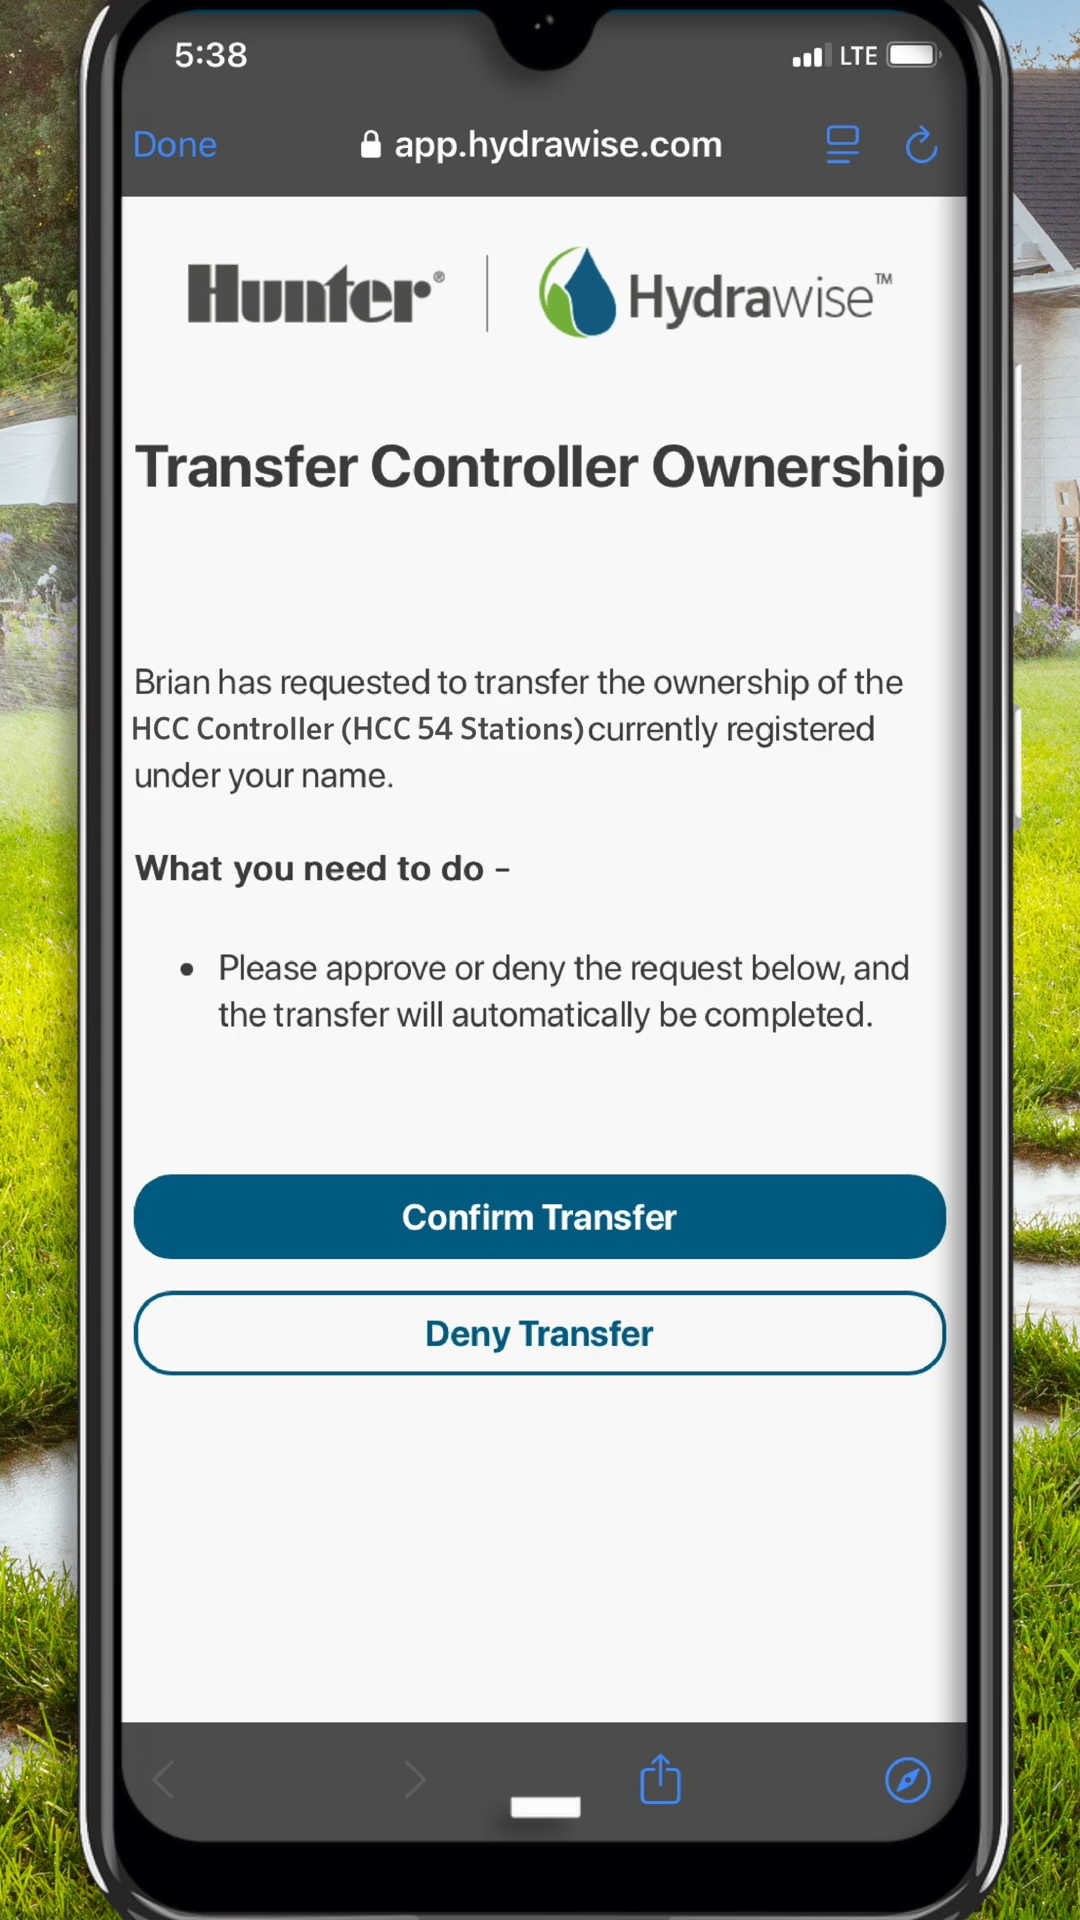 5:38
LTE
Done
app.hydrawise.com
Hunter®
Hydrawise™
Transfer Controller Ownership
Brian has requested to transfer the ownership of the
HCC Controller (HCC 54 Stations) currently registered
under your name.
What you need to do -
• Please approve or deny the request below, and
the transfer will automatically be completed.
Confirm Transfer
Deny Transfer